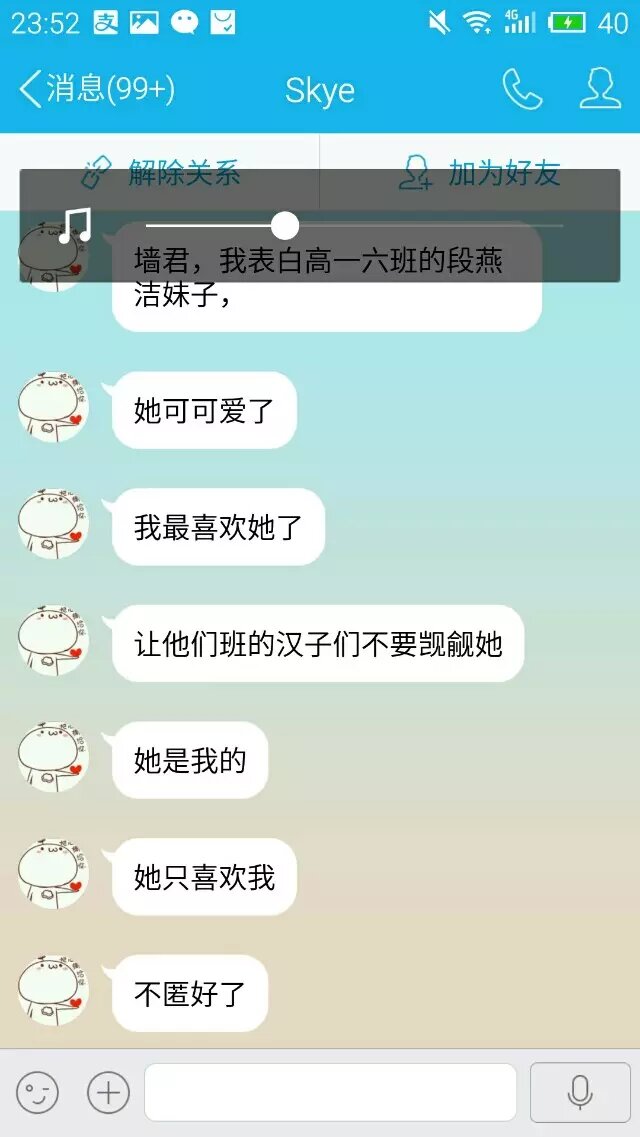 23:52
支
4G
40
消息(99+)
Skye
解除关系
加为好友
墙君，我表白高一六班的段燕
洁妹子，
她可可爱了
我最喜欢她了
让他们班的汉子们不要觊觎她
她是我的
她只喜欢我
不匿好了